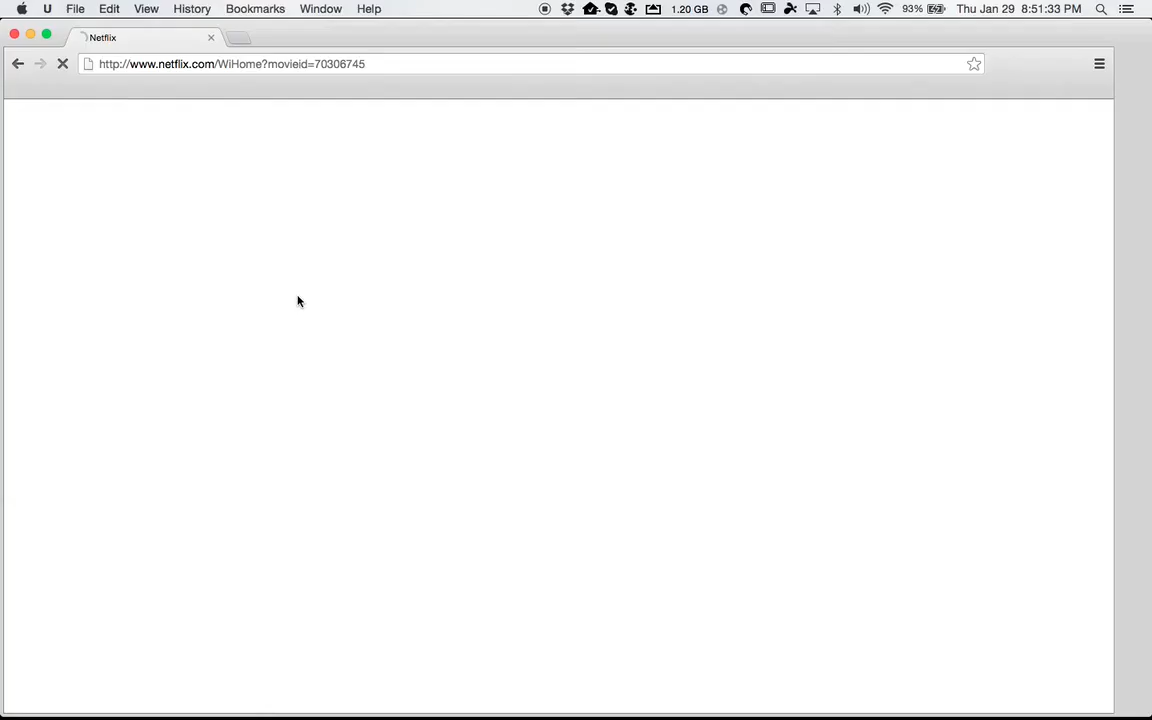 U File Edit View History Bookmarks Window Help 1.20 GB 93% Thu Jan 29 8:51:33 PM
Netflix
http://www.netflix.com/WiHome?movieid=70306745